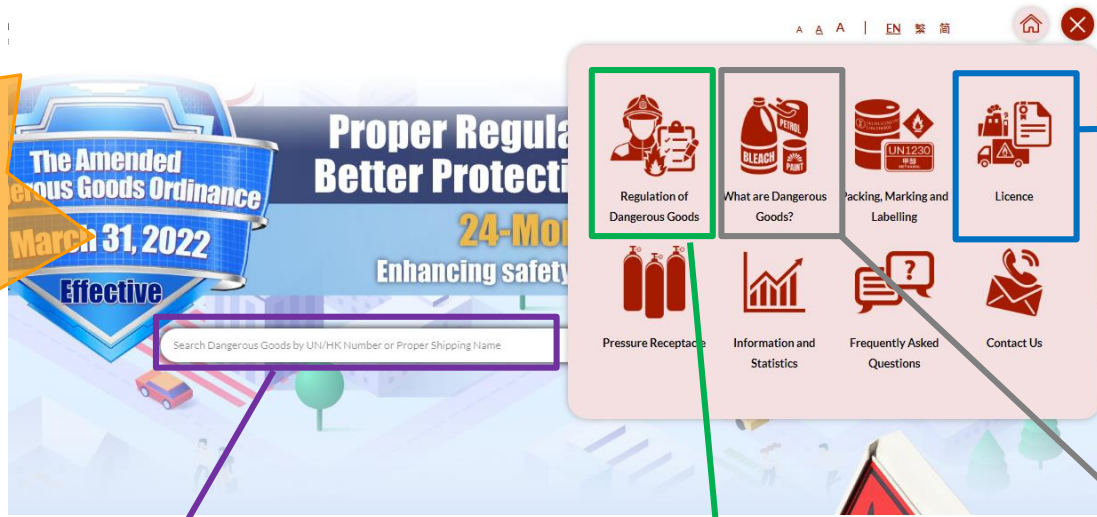 A A A | EN 繁 简
The Amended
erous Goods Ordinance
March 31, 2022
Effective
Proper Regula
Better Protecti
24-Mo
Enhancing safety
Search Dangerous Goods by UN/HK Number or Proper Shipping Name
PETROL
BLEACH
PAINT
UN1230
甲醇
Regulation of
Dangerous Goods
What are Dangerous
Goods?
Packing, Marking and
Labelling
Licence
Pressure Receptacle
Information and
Statistics
Frequently Asked
Questions
Contact Us